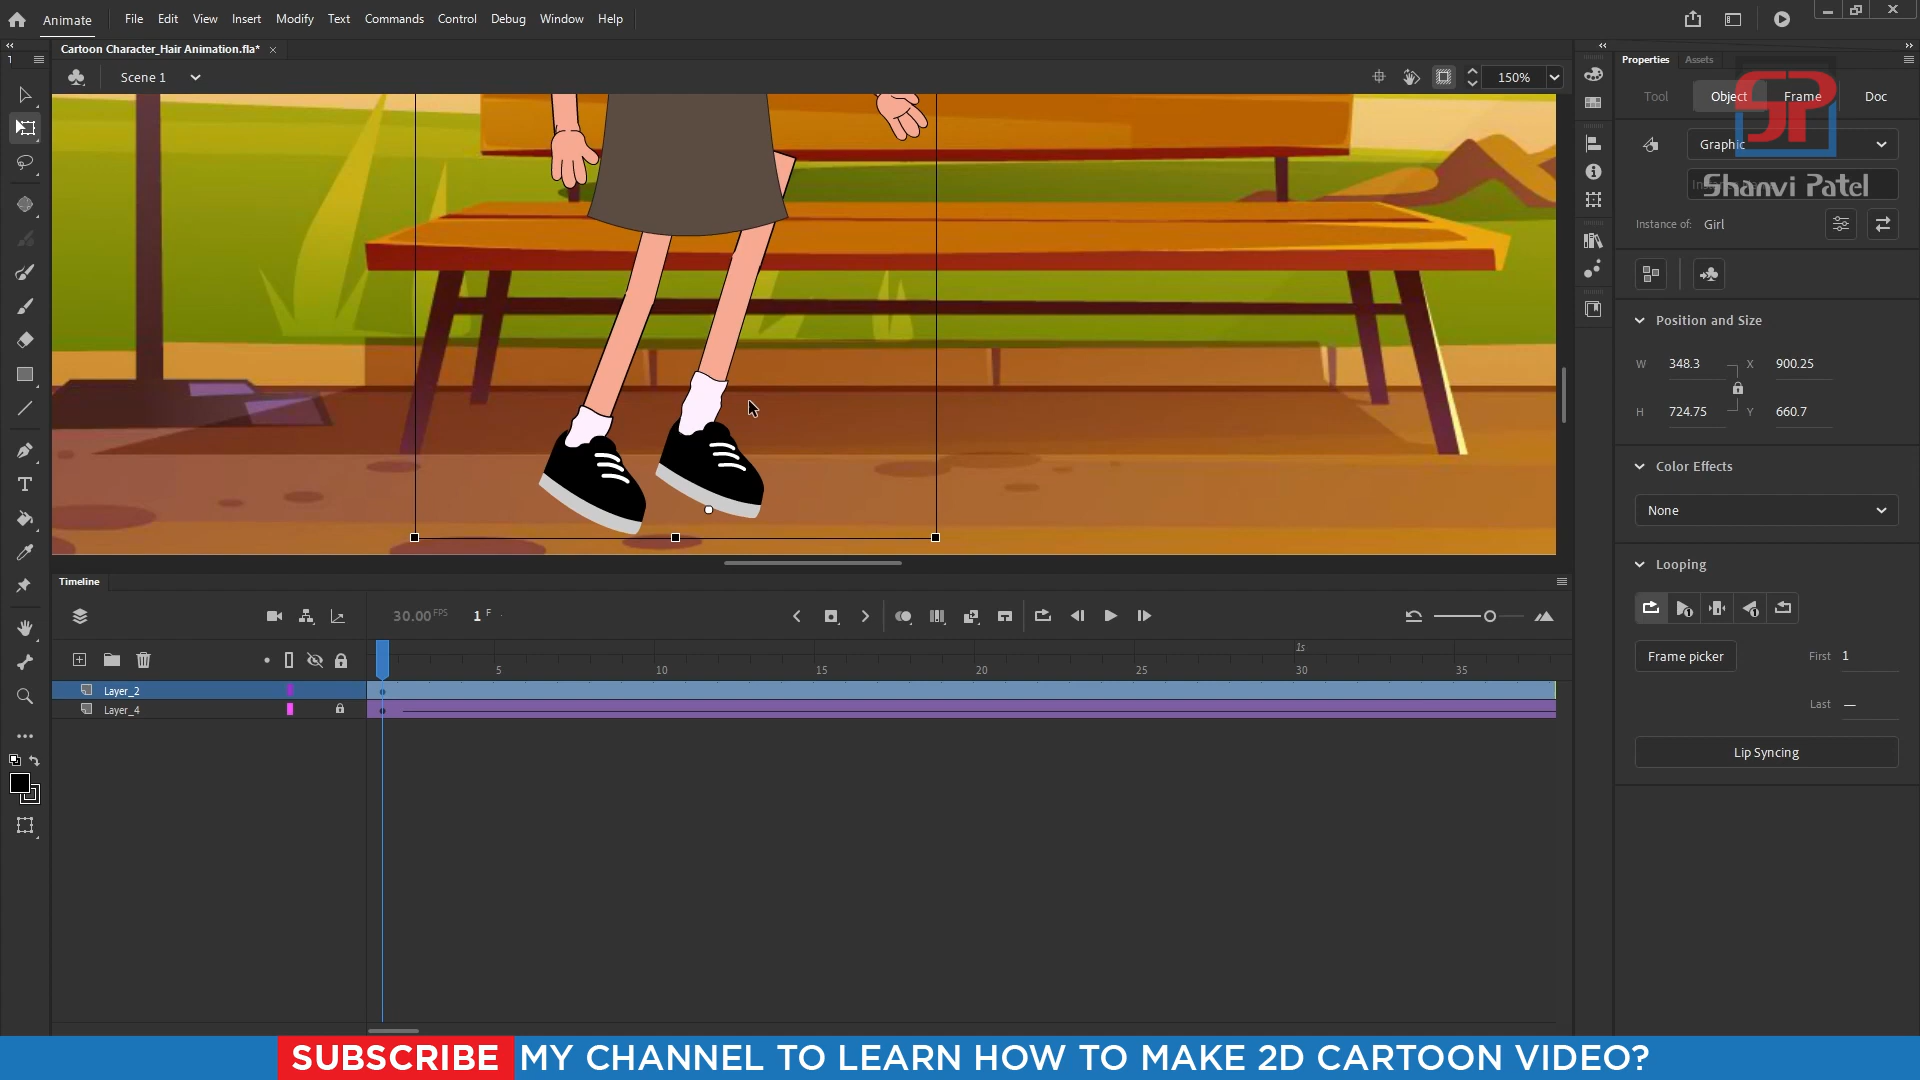 Animate
File Edit View Insert Modify Text Commands Control Debug Window Help
Cartoon Character_Hair Animation.fla*
Scene 1
150%
Properties Assets
Tool Object Frame Doc
Graphic
Shanvi Patel
Instance of: Girl
Position and Size
W 348.3 X 900.25
H 724.75 Y 660.7
Color Effects
None
Looping
Frame picker First 1
Last —
Lip Syncing
Timeline
30.00 FPS 1 F
1s
5 10 15 20 25 30 35
Layer_2
Layer_4
SUBSCRIBE MY CHANNEL TO LEARN HOW TO MAKE 2D CARTOON VIDEO?